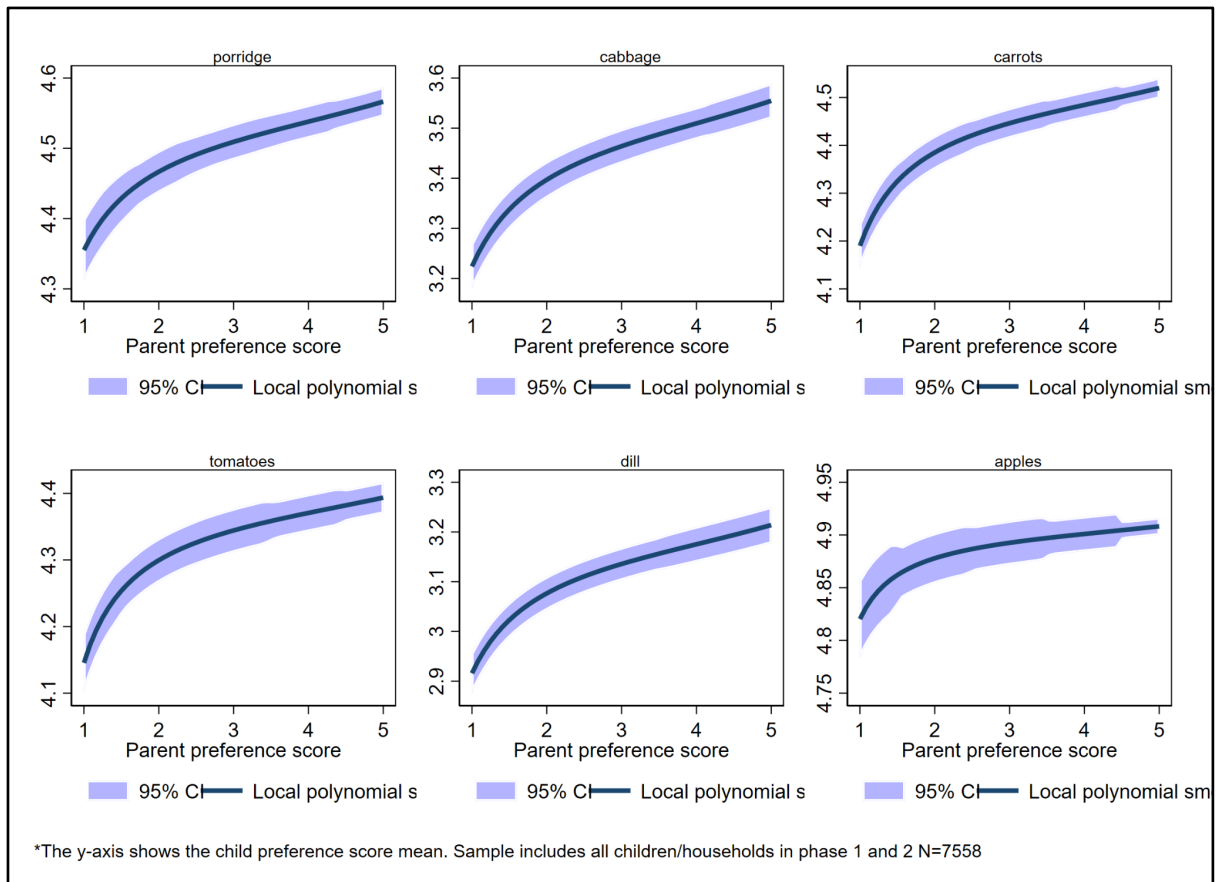 porridge
4.6
4.5
4.4
4.3
1 2 3 4 5
Parent preference score
95% CI Local polynomial s
cabbage
3.6
3.5
3.4
3.3
3.2
1 2 3 4 5
Parent preference score
95% CI Local polynomial s
carrots
4.5
4.4
4.3
4.2
4.1
1 2 3 4 5
Parent preference score
95% CI Local polynomial sm
tomatoes
4.4
4.3
4.2
4.1
1 2 3 4 5
Parent preference score
95% CI Local polynomial s
dill
3.3
3.2
3.1
3
2.9
1 2 3 4 5
Parent preference score
95% CI Local polynomial s
apples
4.95
4.9
4.85
4.8
4.75
1 2 3 4 5
Parent preference score
95% CI Local polynomial sm
*The y-axis shows the child preference score mean. Sample includes all children/households in phase 1 and 2 N=7558